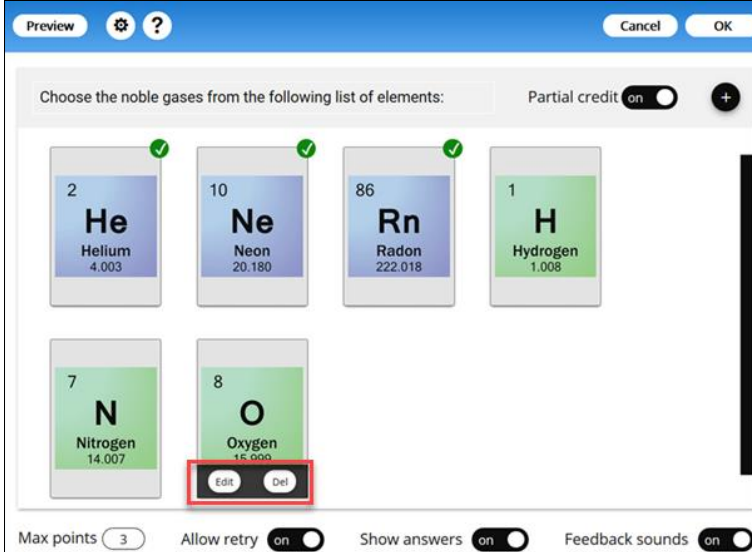 Preview ? Cancel OK
Choose the noble gases from the following list of elements: Partial credit on +
2 10 86 1
He Ne Rn H
Helium Neon Radon Hydrogen
4.003 20.180 222.018 1.008
7 8
N O
Nitrogen Oxygen
14.007 15.999
Edit Del
Max points 3 Allow retry on Show answers on Feedback sounds on